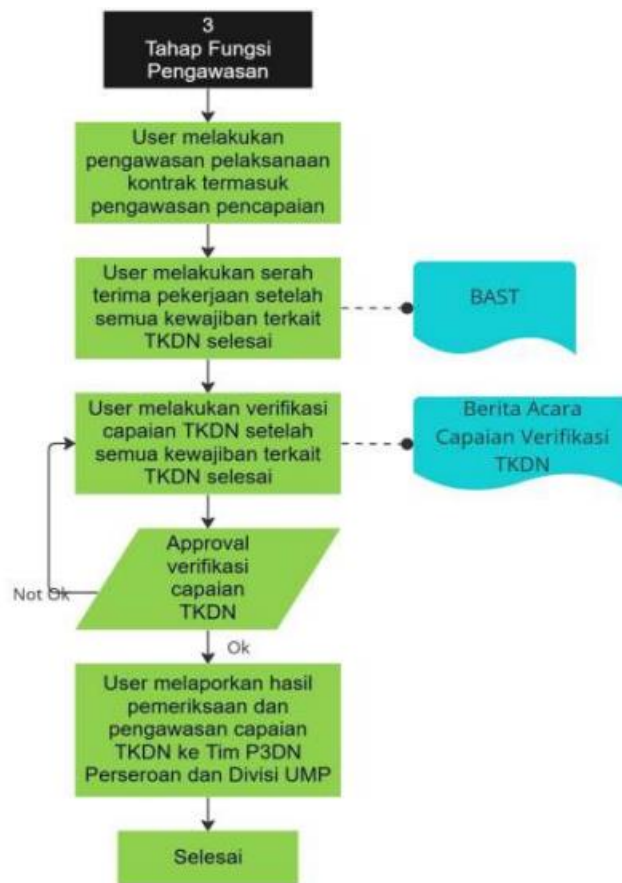 3
Tahap Fungsi
Pengawasan
User melakukan
pengawasan pelaksanaan
kontrak termasuk
pengawasan pencapaian
User melakukan serah
terima pekerjaan setelah
semua kewajiban terkait
TKDN selesai
BAST
User melakukan verifikasi
capaian TKDN setelah
semua kewajiban terkait
TKDN selesai
Berita Acara
Capaian Verifikasi
TKDN
Approval
verifikasi
capaian
TKDN
Not Ok
Ok
User melaporkan hasil
pemeriksaan dan
pengawasan capaian
TKDN ke Tim P3DN
Perseroan dan Divisi UMP
Selesai